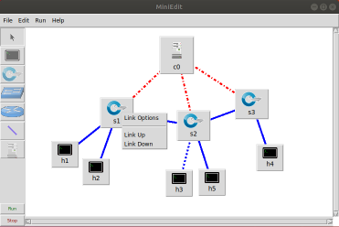 MiniEdit
File Edit Run Help
c0
s1
s2
s3
Link Options
Link Up
Link Down
h1
h2
h3
h5
h4
Run
Stop